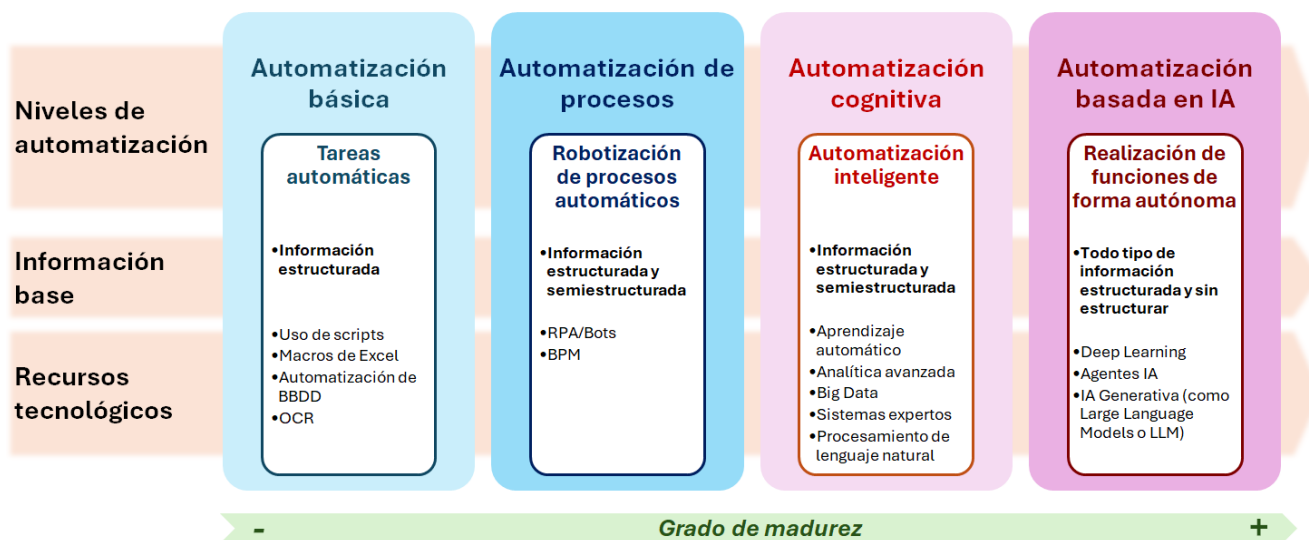 Niveles de
automatización
Información
base
Recursos
tecnológicos
Automatización
básica
Tareas
automáticas
•Información
estructurada
•Uso de scripts
•Macros de Excel
•Automatización de
BBDD
•OCR
Automatización de
procesos
Robotización
de procesos
automáticos
•Información
estructurada y
semiestructurada
•RPA/Bots
•BPM
Automatización
cognitiva
Automatización
inteligente
•Información
estructurada y
semiestructurada
•Aprendizaje
automático
•Analítica avanzada
•Big Data
•Sistemas expertos
•Procesamiento de
lenguaje natural
Automatización
basada en IA
Realización de
funciones de
forma autónoma
•Todo tipo de
información
estructurada y sin
estructurar
•Deep Learning
•Agentes IA
•IA Generativa (como
Large Language
Models o LLM)
- Grado de madurez +